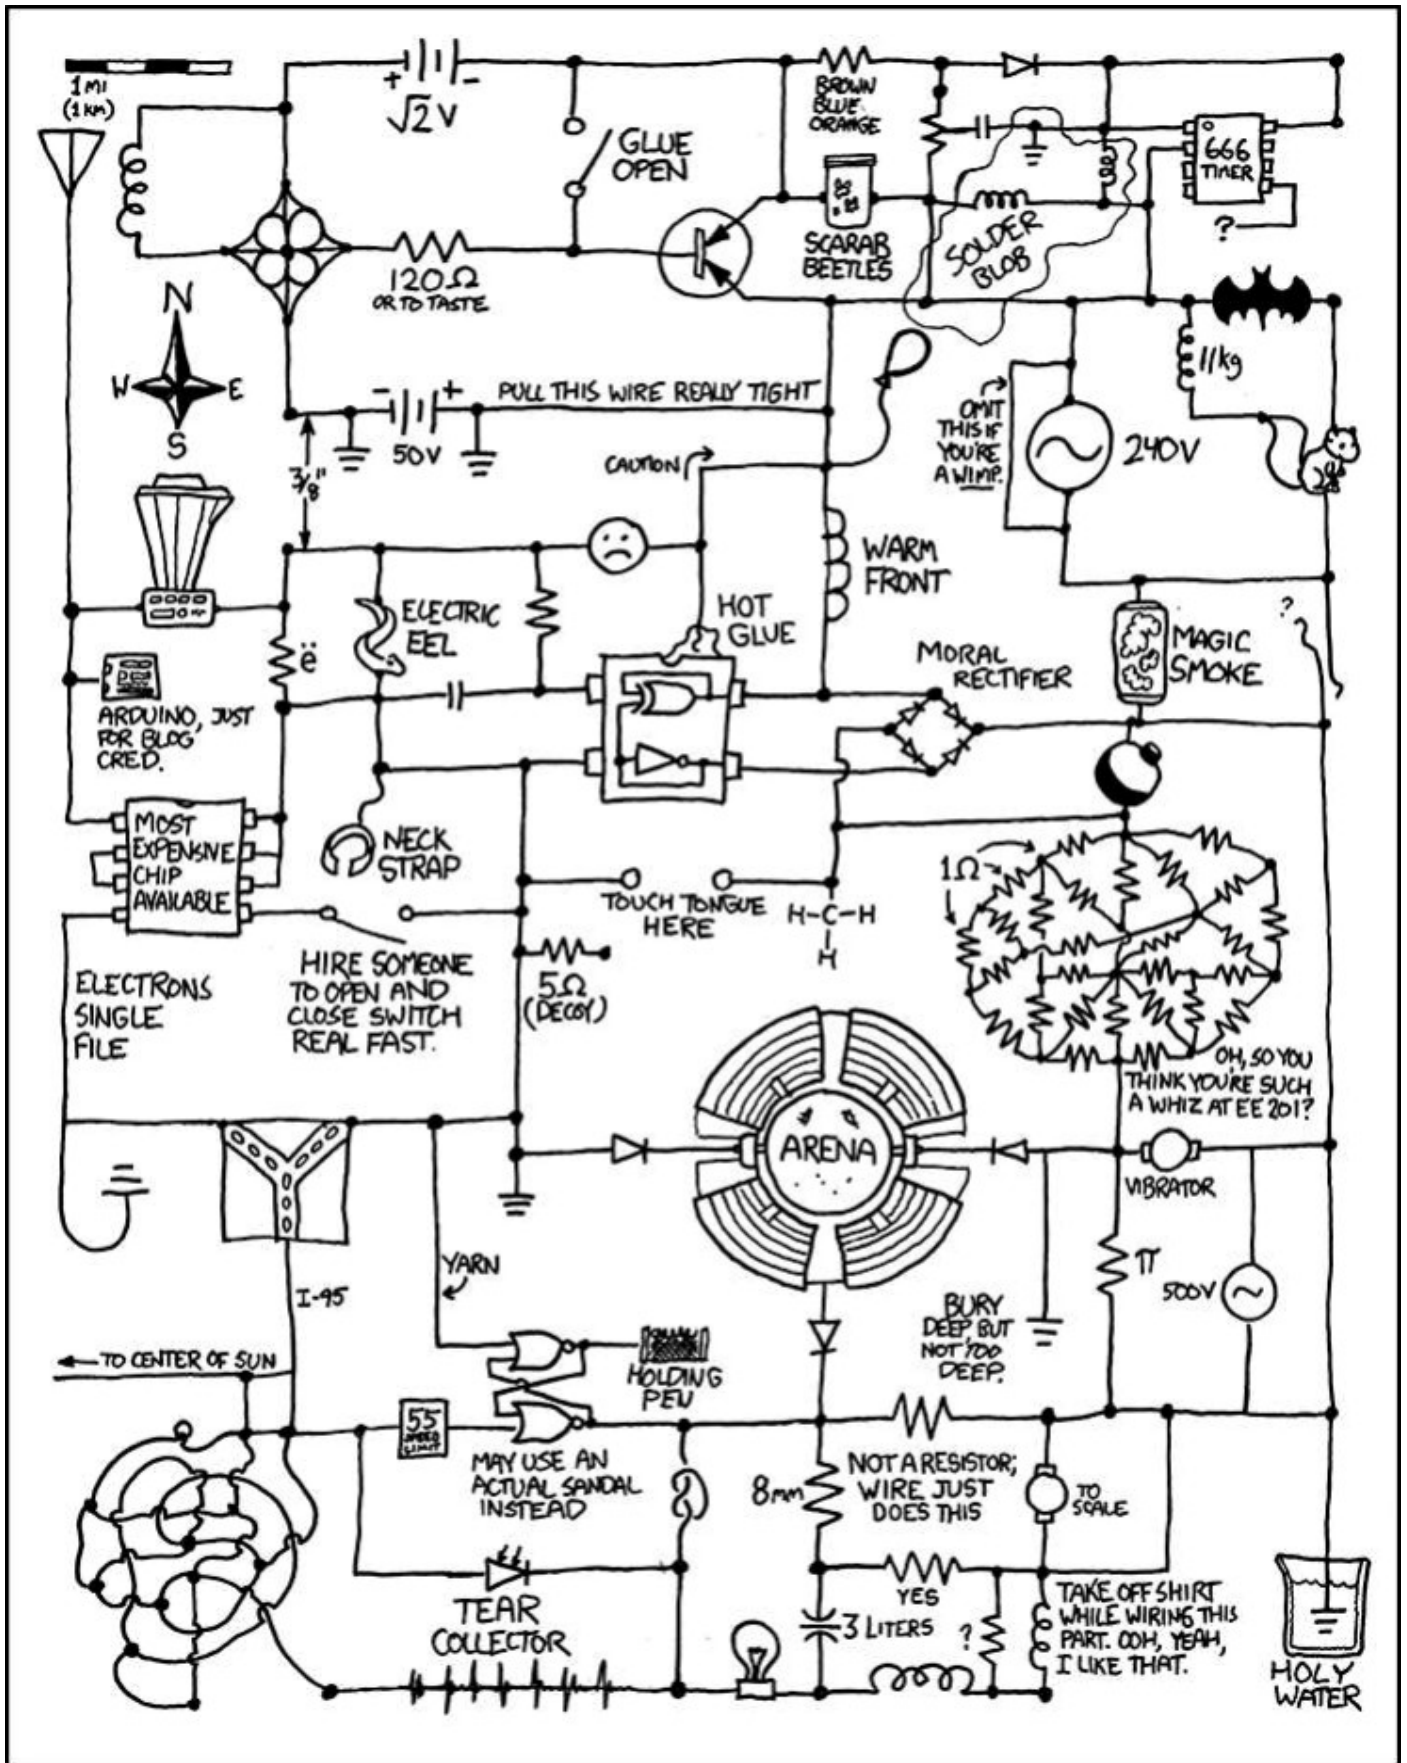 1 MI
(1 KM)
+ -
√2 V
GLUE
OPEN
BROWN
BLUE
ORANGE
666
TIMER
?
SCARAB
BEETLES
SOLDER
BLOB
120Ω
OR TO TASTE
N
W E
S
11kg
- +
50V
PULL THIS WIRE REALLY TIGHT
3/8"
CAUTION
OMIT
THIS IF
YOU'RE
A WIMP.
240V
WARM
FRONT
ELECTRIC
EEL
ë
HOT
GLUE
MORAL
RECTIFIER
MAGIC
SMOKE
?
ARDUINO, JUST
FOR BLOG
CRED.
MOST
EXPENSIVE
CHIP
AVAILABLE
NECK
STRAP
TOUCH TONGUE
HERE
H-C-H
H
1Ω
HIRE SOMEONE
TO OPEN AND
CLOSE SWITCH
REAL FAST.
5Ω
(DECOY)
ELECTRONS
SINGLE
FILE
OH, SO YOU
THINK YOU'RE SUCH
A WHIZ AT EE 201?
ARENA
VIBRATOR
YARN
I-95
π
500V
BURY
DEEP, BUT
NOT TOO
DEEP.
TO CENTER OF SUN
HOLDING
PEN
55
SPEED
LIMIT
MAY USE AN
ACTUAL SANDAL
INSTEAD
8mm
NOT A RESISTOR;
WIRE JUST
DOES THIS
TO
SCALE
TEAR
COLLECTOR
YES
3 LITERS
?
TAKE OFF SHIRT
WHILE WIRING THIS
PART. OOH, YEAH,
I LIKE THAT.
HOLY
WATER